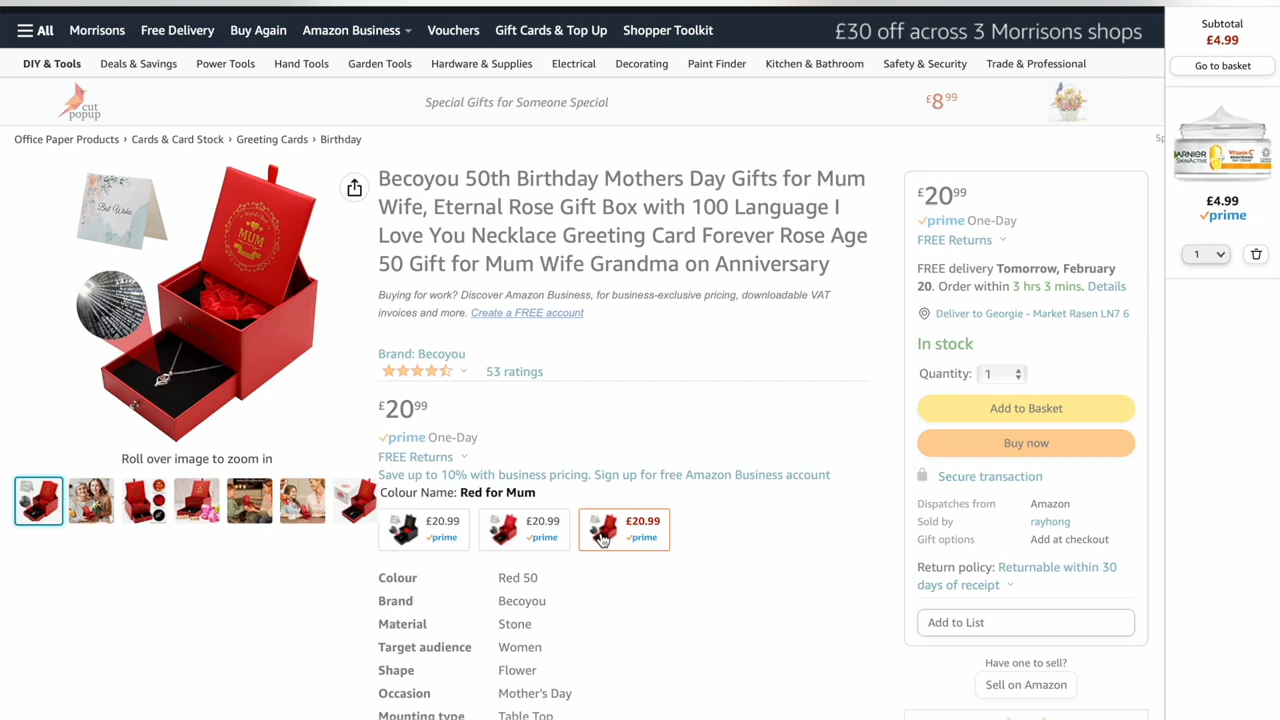 All Morrisons Free Delivery Buy Again Amazon Business Vouchers Gift Cards & Top Up Shopper Toolkit £30 off across 3 Morrisons shops
DIY & Tools Deals & Savings Power Tools Hand Tools Garden Tools Hardware & Supplies Electrical Decorating Paint Finder Kitchen & Bathroom Safety & Security Trade & Professional
cut popup
Special Gifts for Someone Special
£8 99
Office Paper Products › Cards & Card Stock › Greeting Cards › Birthday
Sp
Best Wishes
MUM
Roll over image to zoom in
Becoyou 50th Birthday Mothers Day Gifts for Mum
Wife, Eternal Rose Gift Box with 100 Language I
Love You Necklace Greeting Card Forever Rose Age
50 Gift for Mum Wife Grandma on Anniversary
Buying for work? Discover Amazon Business, for business-exclusive pricing, downloadable VAT
invoices and more. Create a FREE account
Brand: Becoyou
53 ratings
£20 99
prime One-Day
FREE Returns
Save up to 10% with business pricing. Sign up for free Amazon Business account
Colour Name: Red for Mum
£20.99 £20.99 £20.99
prime prime prime
Colour Red 50
Brand Becoyou
Material Stone
Target audience Women
Shape Flower
Occasion Mother's Day
Mounting type Table Top
£20 99
prime One-Day
FREE Returns
FREE delivery Tomorrow, February
20. Order within 3 hrs 3 mins. Details
Deliver to Georgie - Market Rasen LN7 6
In stock
Quantity: 1
Add to Basket
Buy now
Secure transaction
Dispatches from Amazon
Sold by rayhong
Gift options Add at checkout
Return policy: Returnable within 30
days of receipt
Add to List
Have one to sell?
Sell on Amazon
Subtotal
£4.99
Go to basket
GARNIER
SKINACTIVE
VITAMIN C
£4.99
prime
1